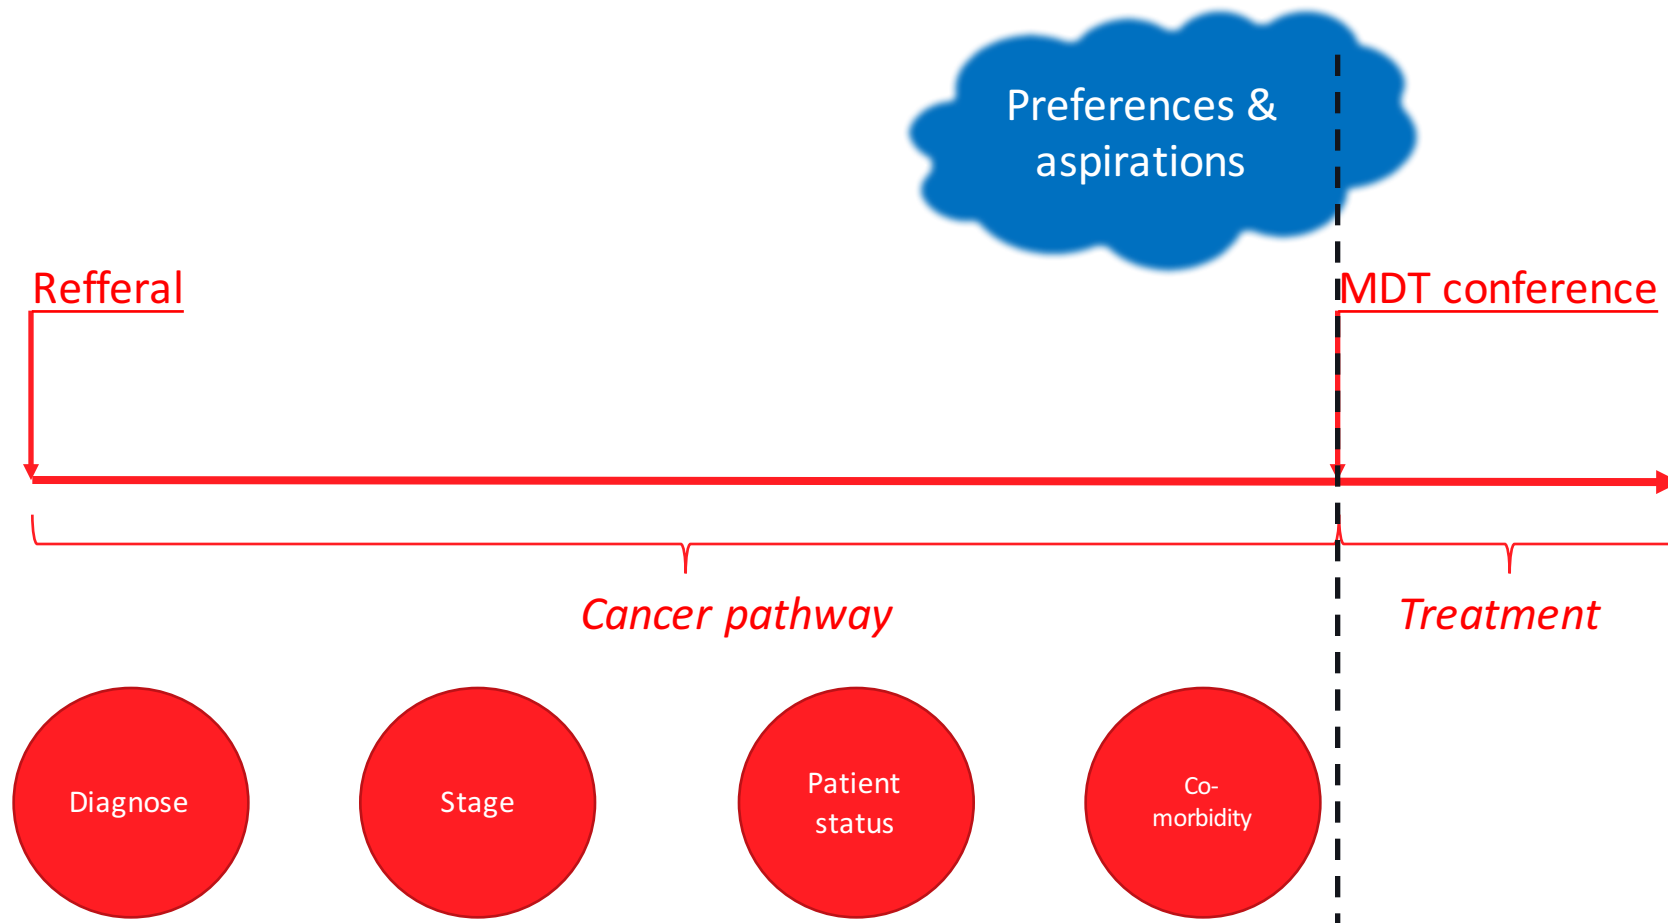 Preferences &
aspirations
Refferal
MDT conference
Cancer pathway
Treatment
Diagnose
Stage
Patient
status
Co-
morbidity